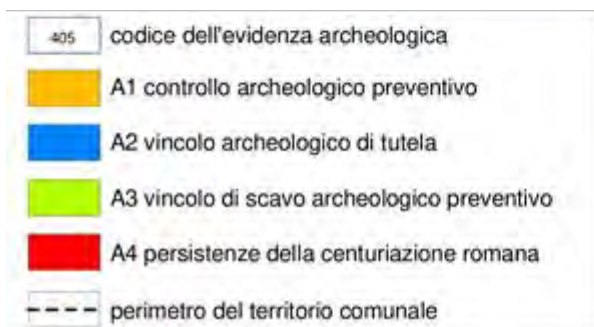 405 codice dell'evidenza archeologica
A1 controllo archeologico preventivo
A2 vincolo archeologico di tutela
A3 vincolo di scavo archeologico preventivo
A4 persistenze della centuriazione romana
perimetro del territorio comunale